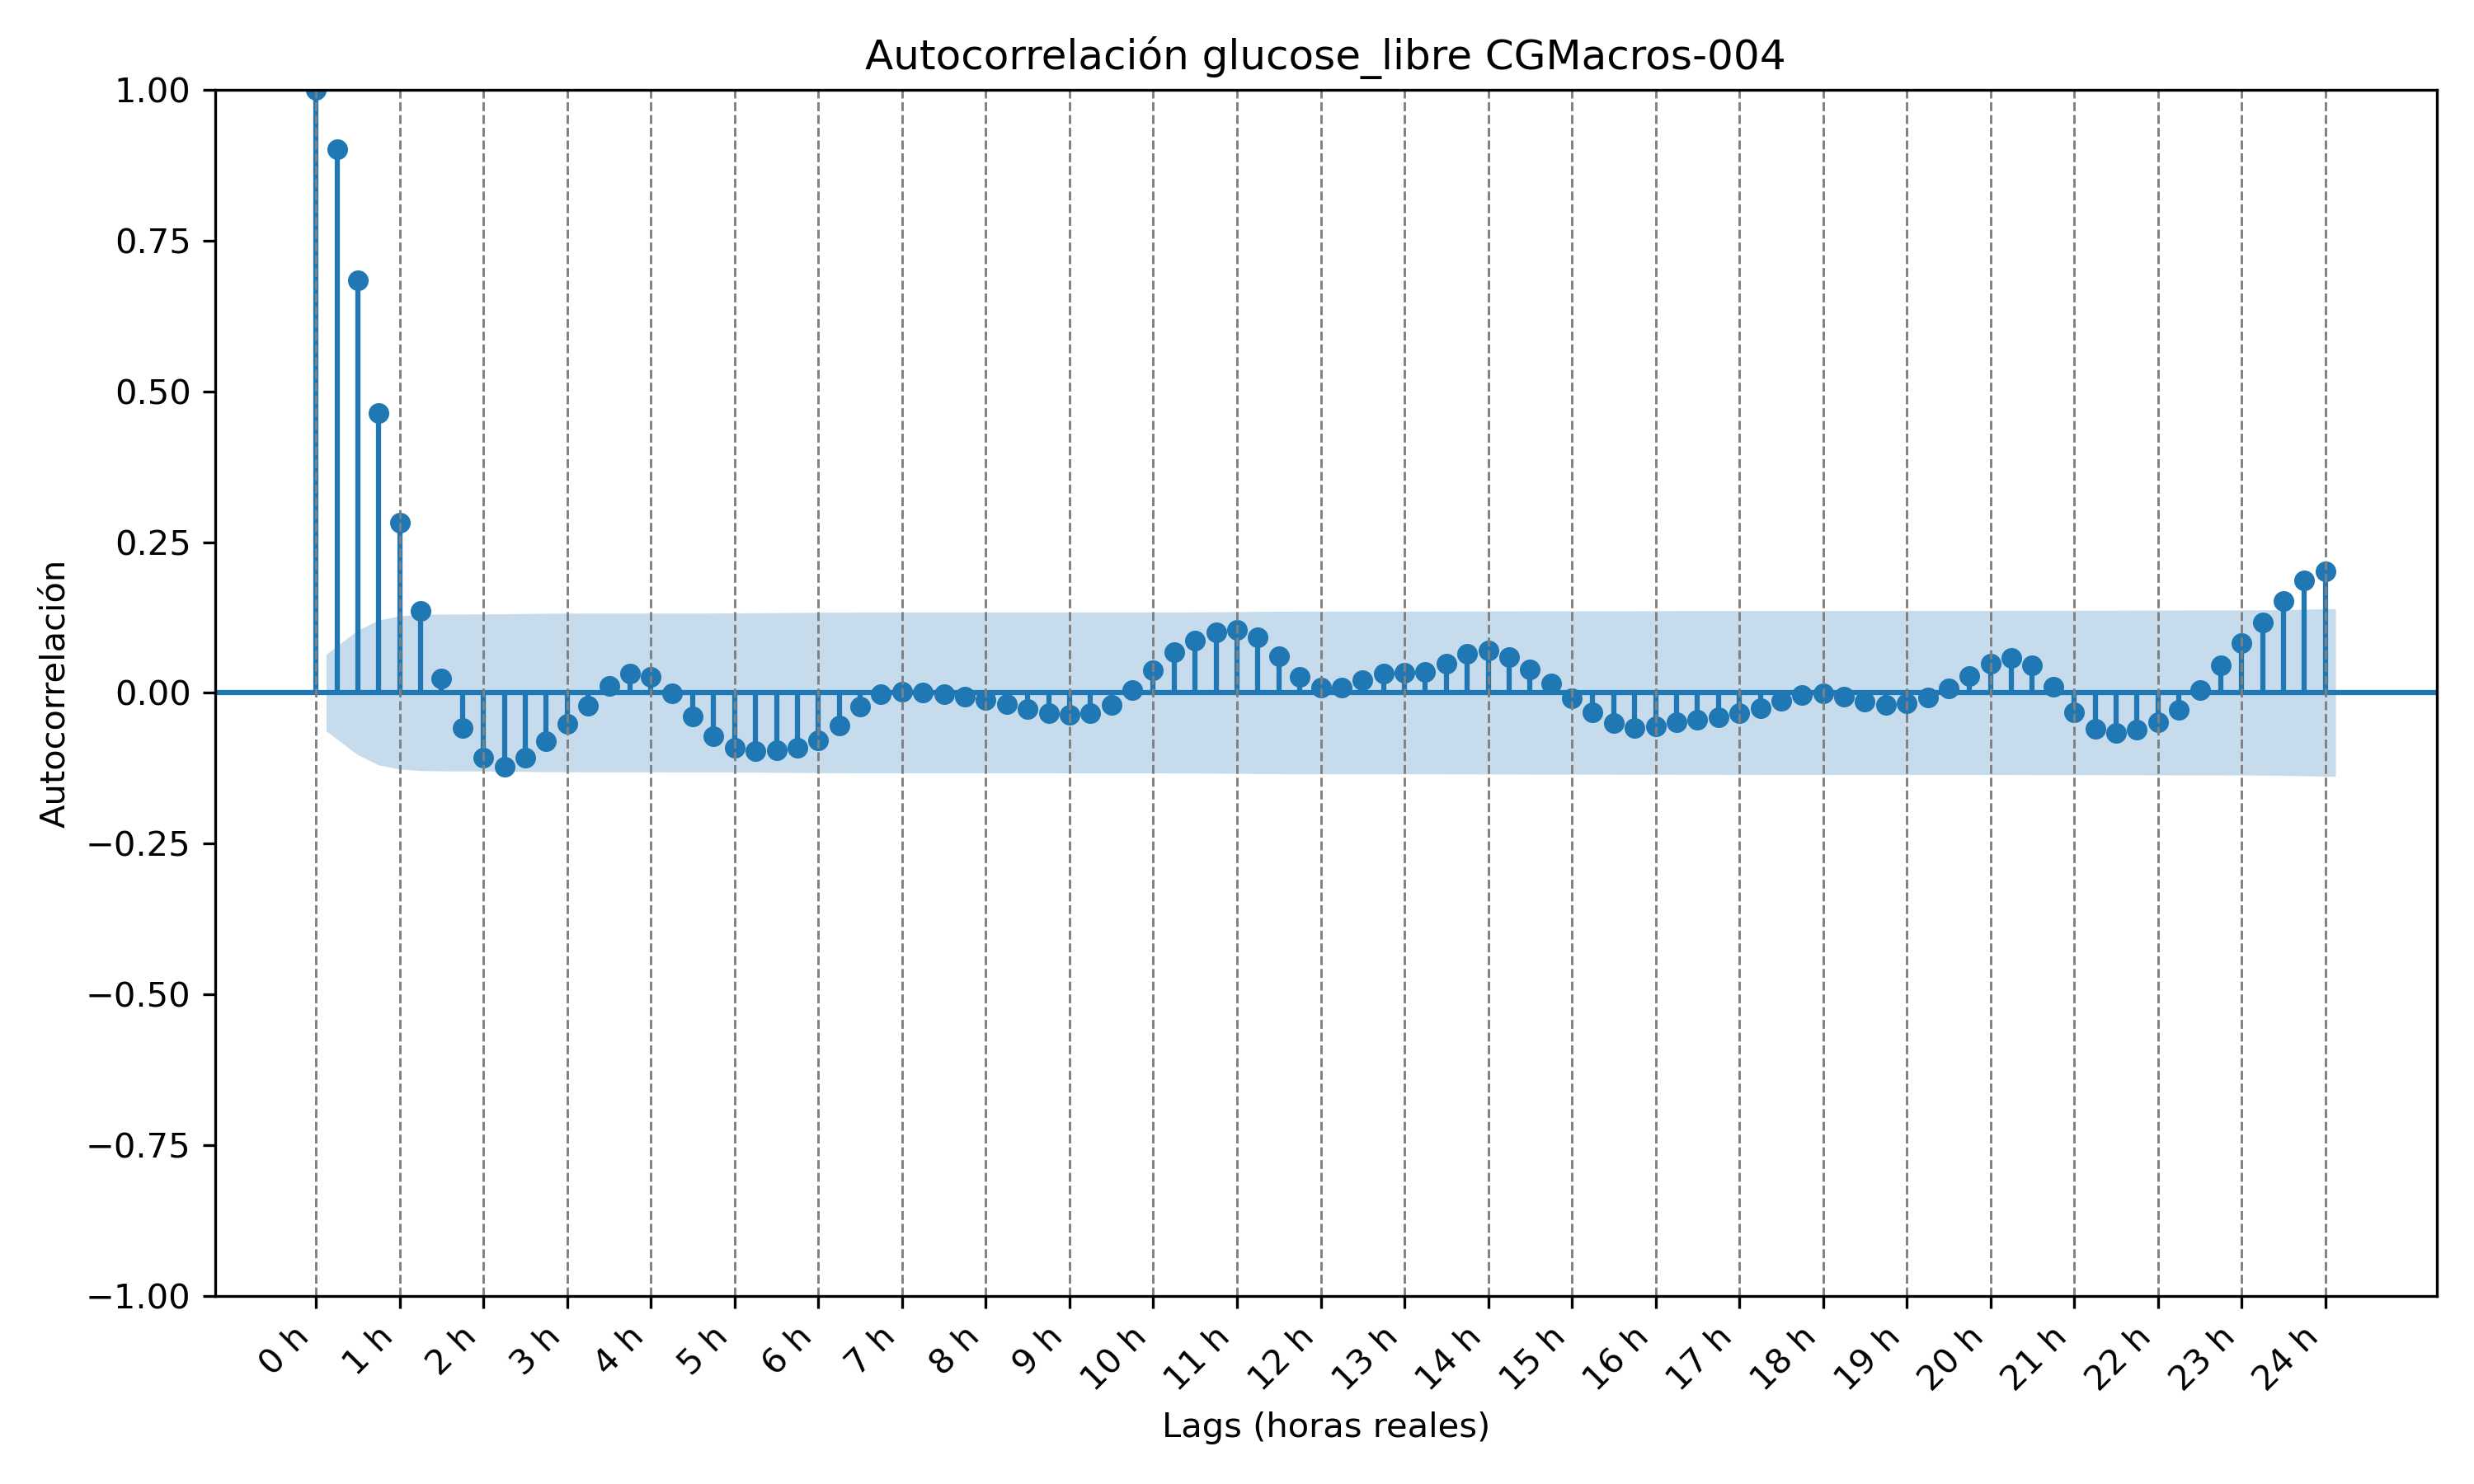 Autocorrelación glucose_libre CGMacros-004
1.00
0.75
0.50
0.25
0.00
−0.25
−0.50
−0.75
−1.00
Autocorrelación
0 h
1 h
2 h
3 h
4 h
5 h
6 h
7 h
8 h
9 h
10 h
11 h
12 h
13 h
14 h
15 h
16 h
17 h
18 h
19 h
20 h
21 h
22 h
23 h
24 h
Lags (horas reales)